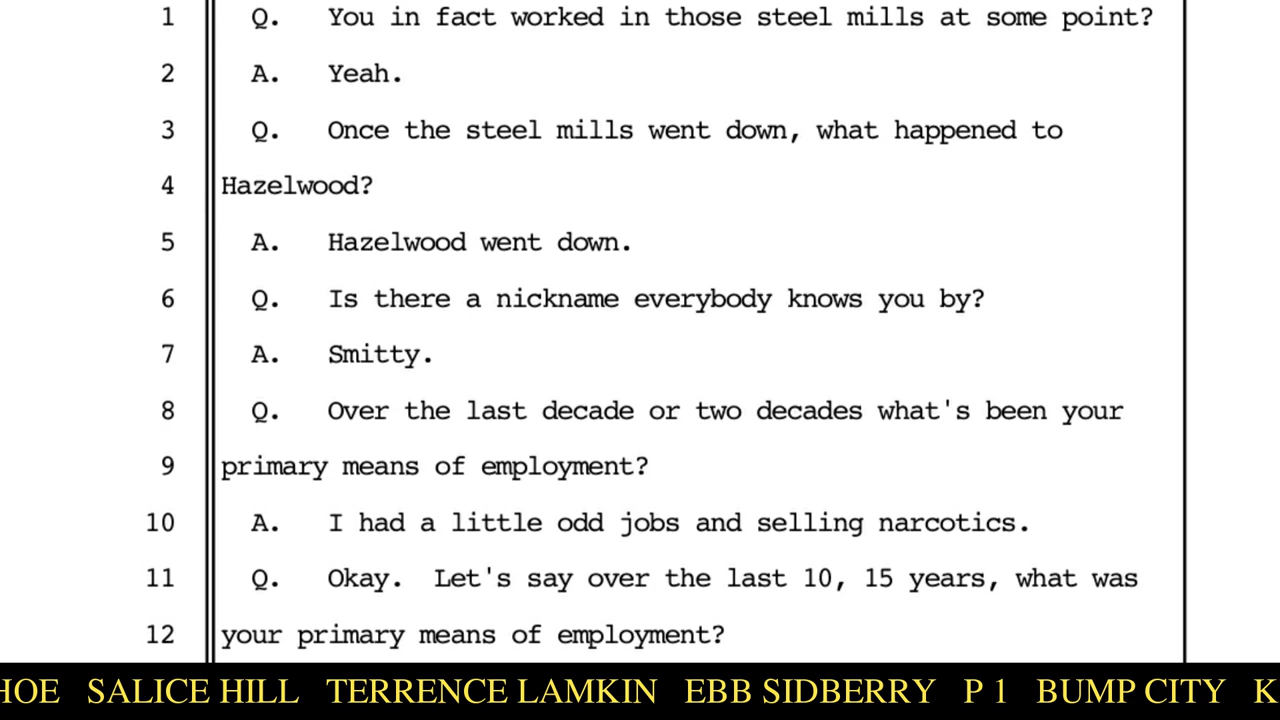 1 Q. You in fact worked in those steel mills at some point?
2 A. Yeah.
3 Q. Once the steel mills went down, what happened to
4 Hazelwood?
5 A. Hazelwood went down.
6 Q. Is there a nickname everybody knows you by?
7 A. Smitty.
8 Q. Over the last decade or two decades what's been your
9 primary means of employment?
10 A. I had a little odd jobs and selling narcotics.
11 Q. Okay. Let's say over the last 10, 15 years, what was
12 your primary means of employment?
HOE SALICE HILL TERRENCE LAMKIN EBB SIDBERRY P 1 BUMP CITY K